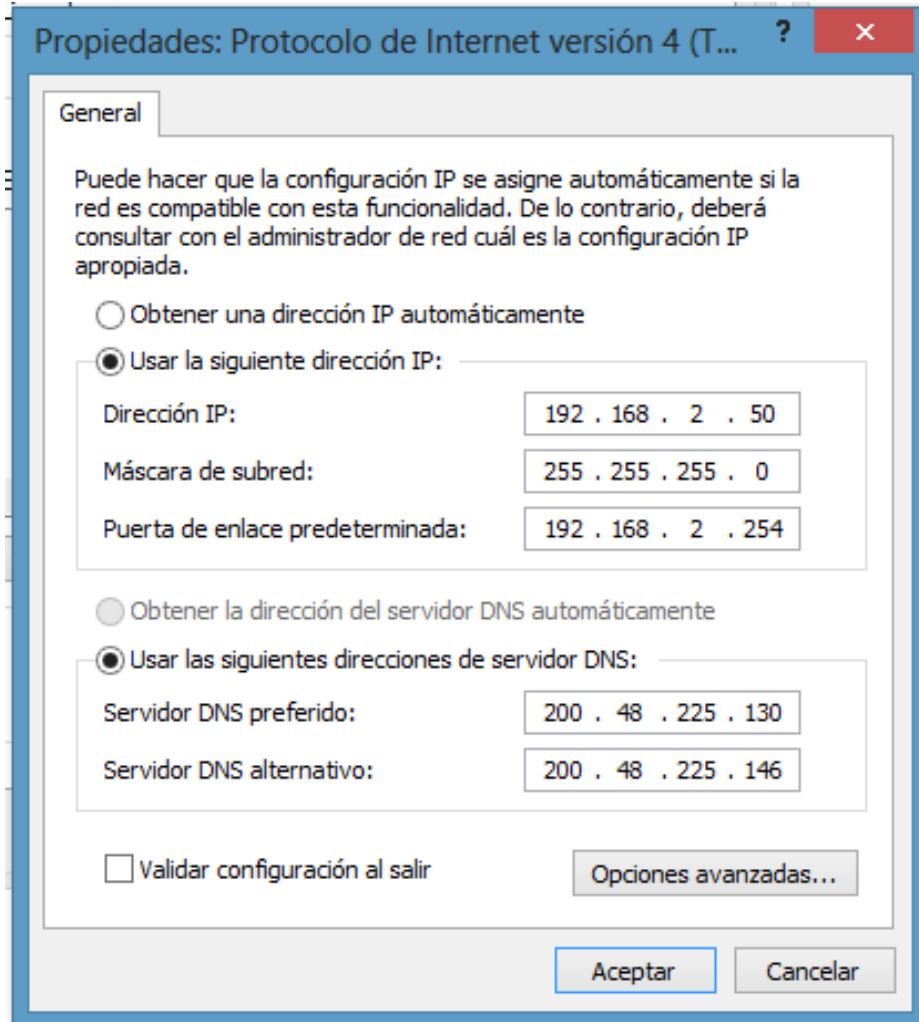 Propiedades: Protocolo de Internet versión 4 (T...
?
General
Puede hacer que la configuración IP se asigne automáticamente si la
red es compatible con esta funcionalidad. De lo contrario, deberá
consultar con el administrador de red cuál es la configuración IP
apropiada.
Obtener una dirección IP automáticamente
Usar la siguiente dirección IP:
Dirección IP: 192 . 168 . 2 . 50
Máscara de subred: 255 . 255 . 255 . 0
Puerta de enlace predeterminada: 192 . 168 . 2 . 254
Obtener la dirección del servidor DNS automáticamente
Usar las siguientes direcciones de servidor DNS:
Servidor DNS preferido: 200 . 48 . 225 . 130
Servidor DNS alternativo: 200 . 48 . 225 . 146
Validar configuración al salir
Opciones avanzadas...
Aceptar Cancelar